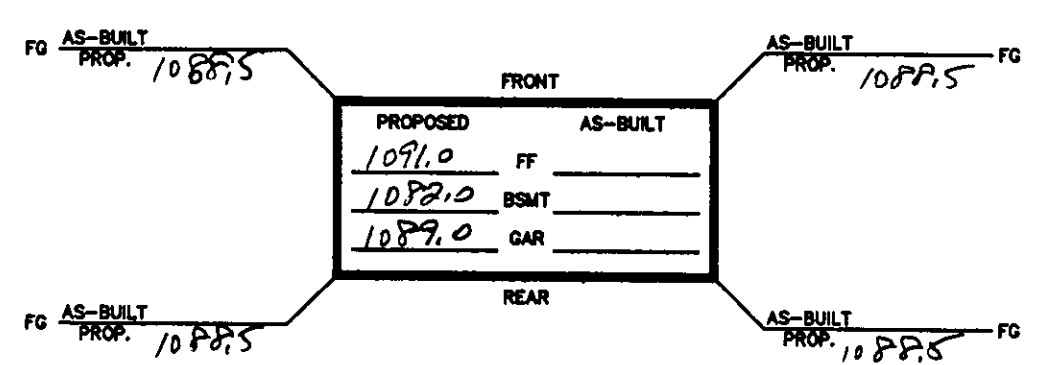 FG AS-BUILT AS-BUILT
PROP. 1088.5 PROP. 1088.5 FG
FRONT
PROPOSED AS-BUILT
1091.0 FF
1082.0 BSMT
1089.0 GAR
REAR
FG AS-BUILT AS-BUILT
PROP. 1088.5 PROP. 1088.5 FG